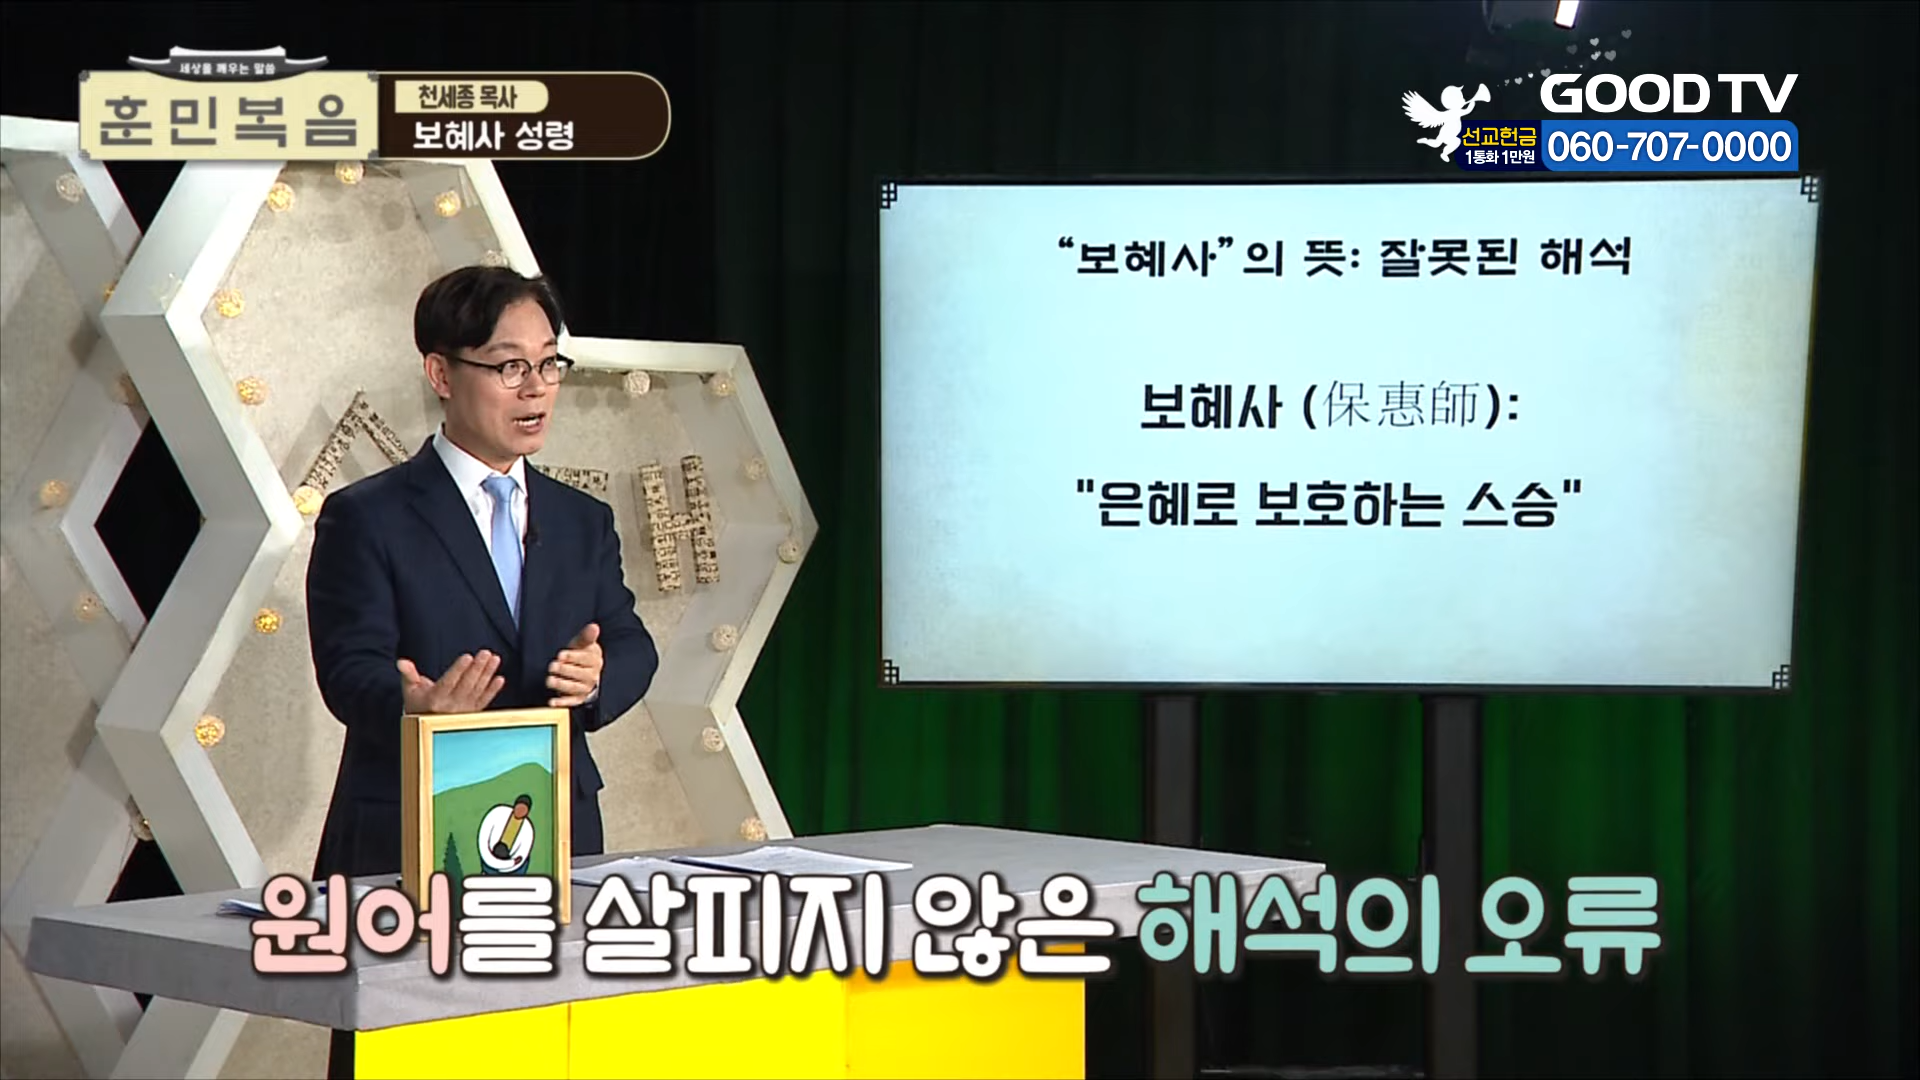 세상을 깨우는 말씀
훈민복음
천세종 목사
보혜사 성령
GOOD TV
선교헌금
1통화 1만원
060-707-0000
“보혜사”의 뜻: 잘못된 해석
보혜사 (保惠師):
"은혜로 보호하는 스승"
원어를 살피지 않은 해석의 오류